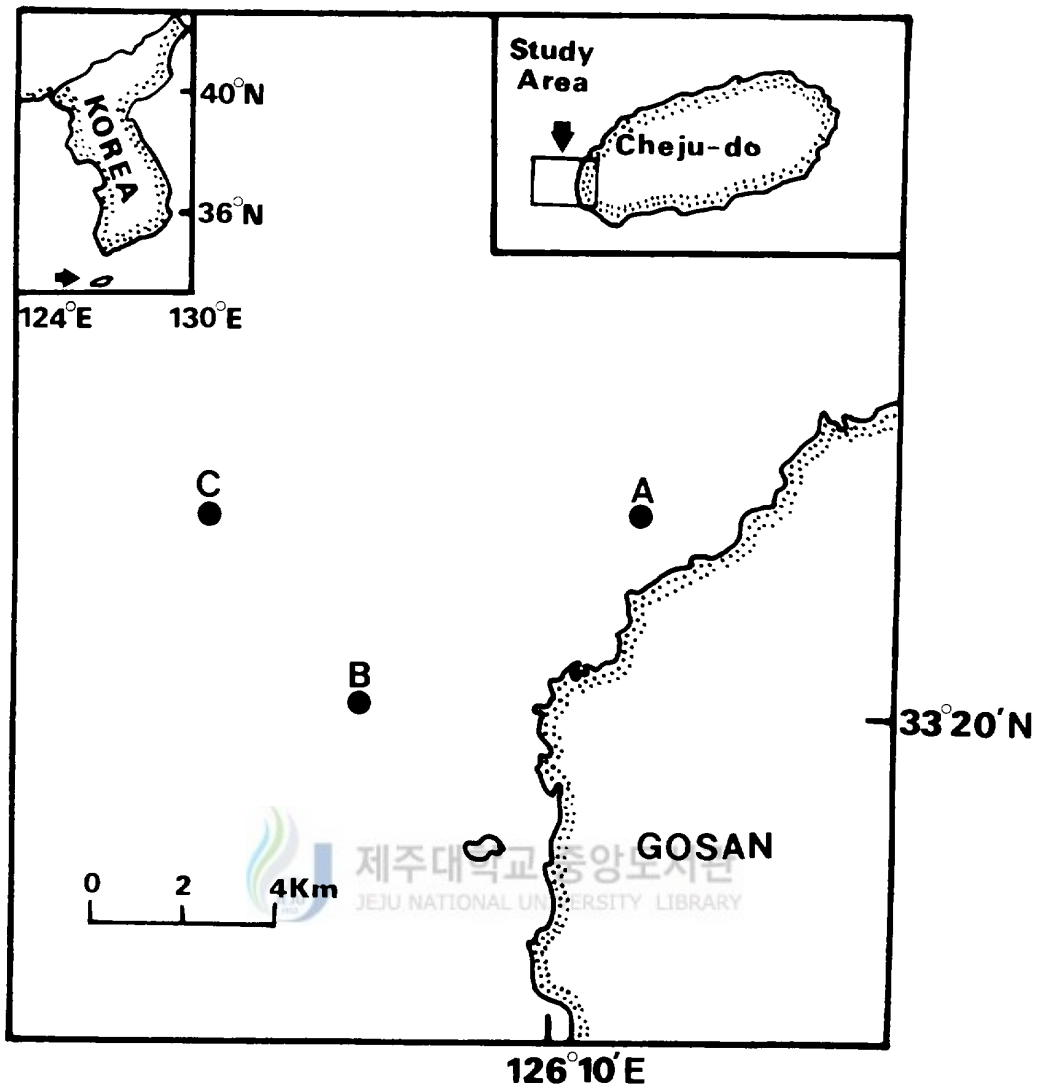 40°N
KOREA
36°N
124°E
130°E
Study
Area
Cheju-do
C
A
B
33°20'N
GOSAN
0 2 4Km
제주대학교 중앙도서관
JEJU NATIONAL UNIVERSITY LIBRARY
126°10'E